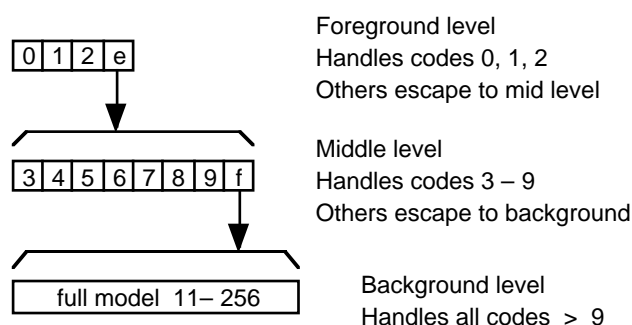 Foreground level
0 1 2 e
Handles codes 0, 1, 2
Others escape to mid level
Middle level
3 4 5 6 7 8 9 f
Handles codes 3 – 9
Others escape to background
full model 11– 256
Background level
Handles all codes > 9